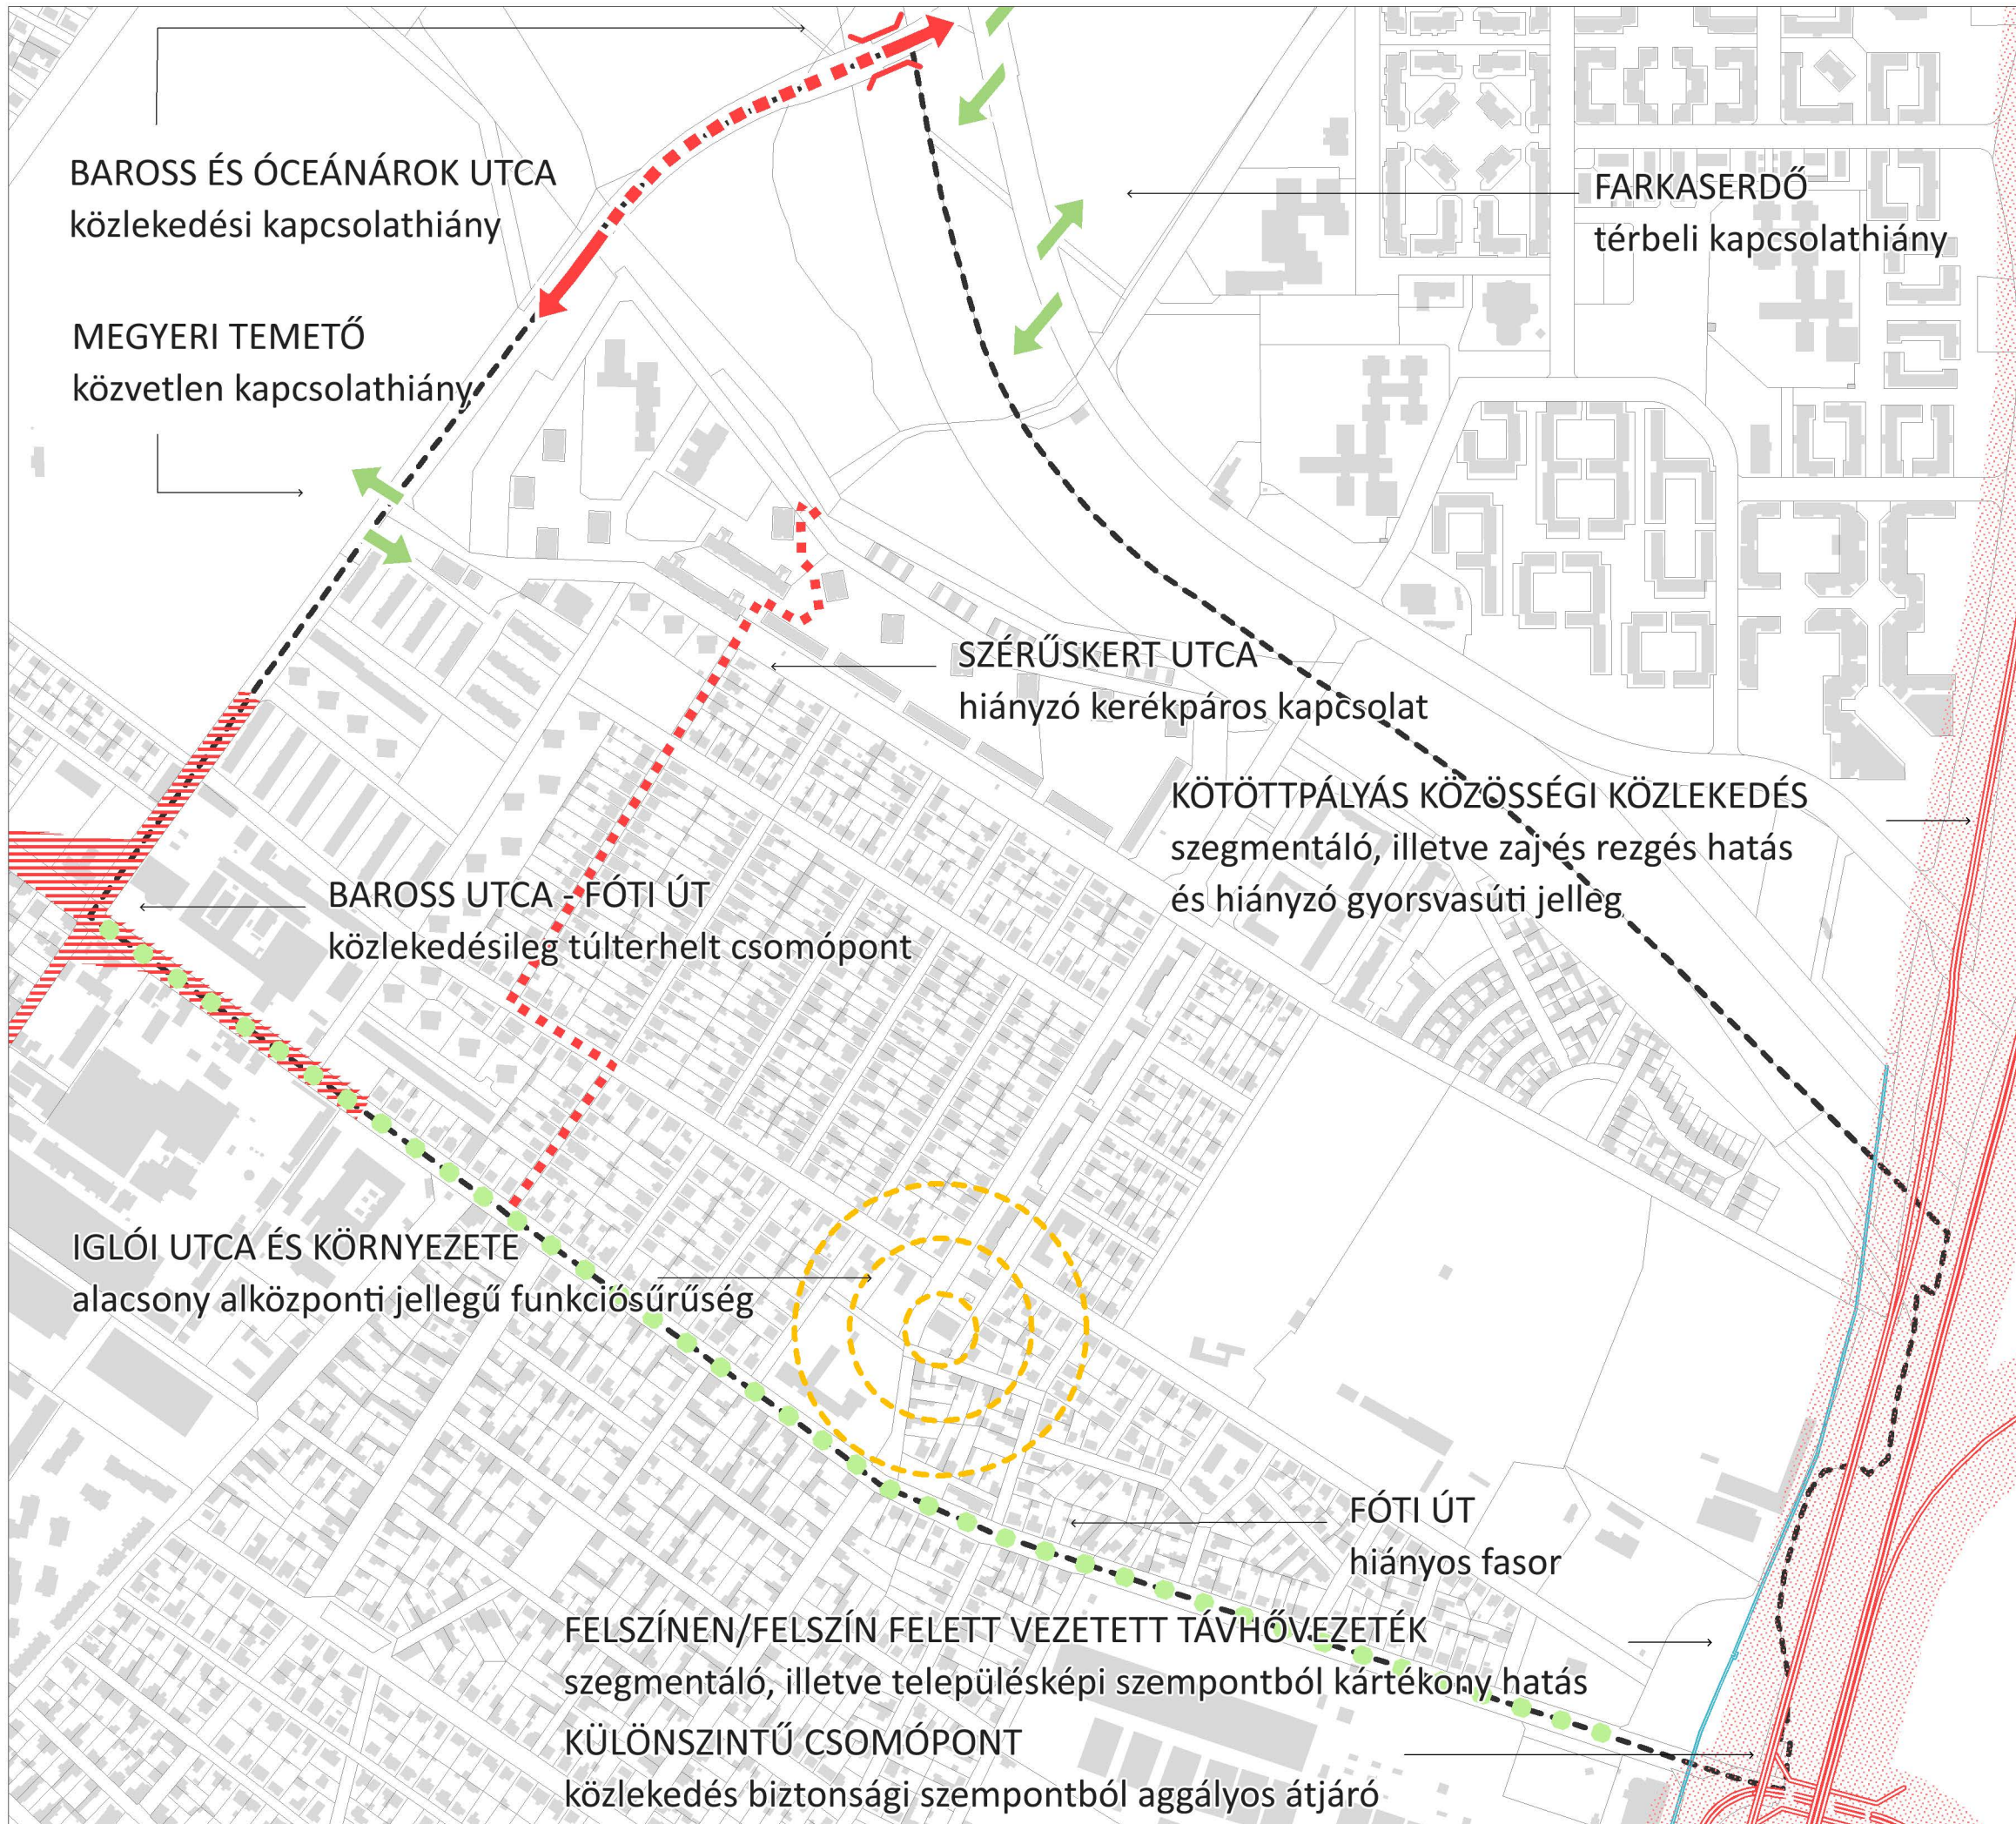 BAROSS ÉS ÓCEÁNÁROK UTCA
közlekedési kapcsolathiány
FARKASERDŐ
térbeli kapcsolathiány
MEGYERI TEMETŐ
közvetlen kapcsolathiány
SZÉRŰSKERT UTCA
hiányzó kerékpáros kapcsolat
KÖTÖTTPÁLYÁS KÖZÖSSÉGI KÖZLEKEDÉS
szegmentáló, illetve zaj és rezgés hatás
és hiányzó gyorsvasúti jelleg
BAROSS UTCA - FÓTI ÚT
közlekedésileg túlterhelt csomópont
IGLÓI UTCA ÉS KÖRNYEZETE
alacsony alközponti jellegű funkciósűrűség
FÓTI ÚT
hiányos fasor
FELSZÍNEN/FELSZÍN FELETT VEZETETT TÁVHŐVEZETÉK
szegmentáló, illetve településképi szempontból kártékony hatás
KÜLÖNSZINTŰ CSOMÓPONT
közlekedés biztonsági szempontból aggályos átjáró